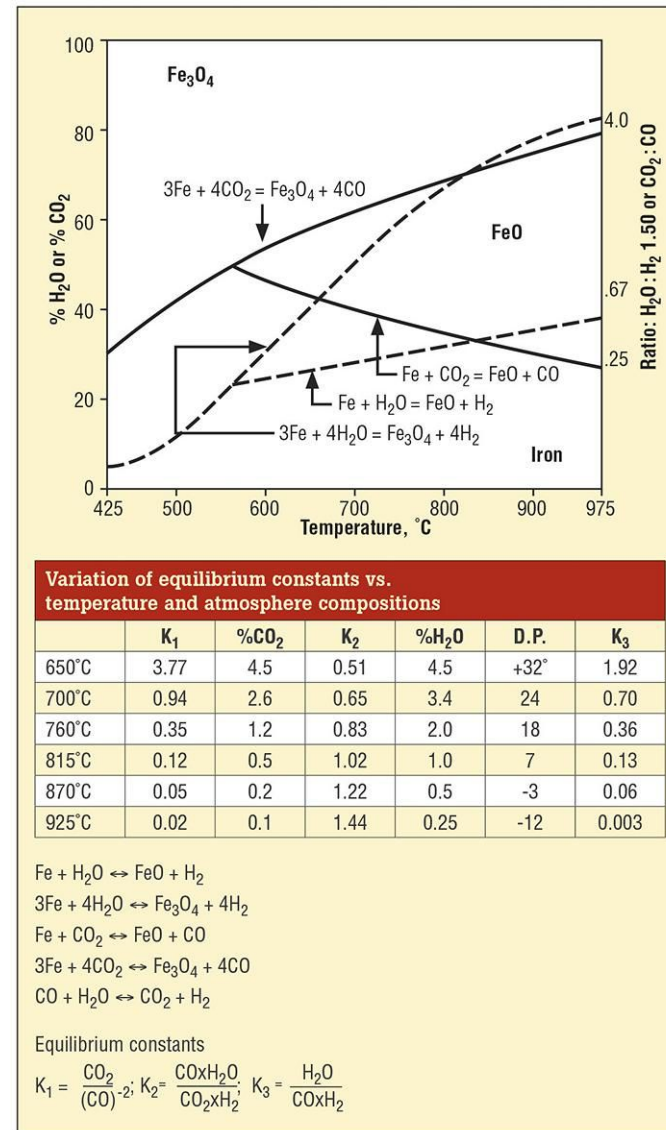 100
80
60
40
20
0
% H₂O or % CO₂
Fe₃O₄
3Fe + 4CO₂ = Fe₃O₄ + 4CO
FeO
Fe + CO₂ = FeO + CO
Fe + H₂O = FeO + H₂
3Fe + 4H₂O = Fe₃O₄ + 4H₂
Iron
4.0
.67
.25
Ratio: H₂O : H₂ 1.50 or CO₂ : CO
425 500 600 700 800 900 975
Temperature, ˚C
Variation of equilibrium constants vs.
temperature and atmosphere compositions
K₁ %CO₂ K₂ %H₂O D.P. K₃
650˚C 3.77 4.5 0.51 4.5 +32˚ 1.92
700˚C 0.94 2.6 0.65 3.4 24 0.70
760˚C 0.35 1.2 0.83 2.0 18 0.36
815˚C 0.12 0.5 1.02 1.0 7 0.13
870˚C 0.05 0.2 1.22 0.5 -3 0.06
925˚C 0.02 0.1 1.44 0.25 -12 0.003
Fe + H₂O ↔ FeO + H₂
3Fe + 4H₂O ↔ Fe₃O₄ + 4H₂
Fe + CO₂ ↔ FeO + CO
3Fe + 4CO₂ ↔ Fe₃O₄ + 4CO
CO + H₂O ↔ CO₂ + H₂
Equilibrium constants
K₁ = CO₂ / (CO)⁻²; K₂ = COxH₂O / CO₂xH₂; K₃ = H₂O / COxH₂